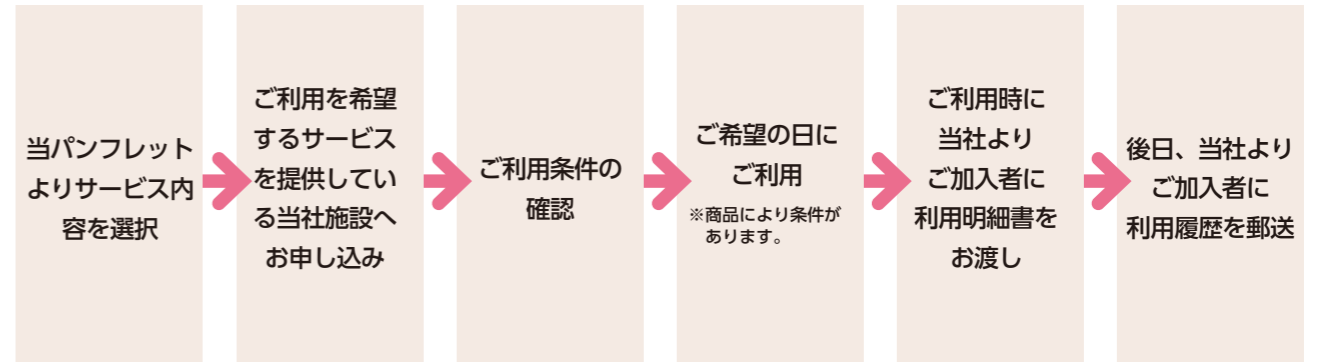 当パンフレット
よりサービス内
容を選択
ご利用を希望
するサービス
を提供してい
る当社施設へ
お申し込み
ご利用条件の
確認
ご希望の日に
ご利用
※商品により条件が
あります。
ご利用時に
当社より
ご加入者に
利用明細書を
お渡し
後日、当社より
ご加入者に
利用履歴を郵送